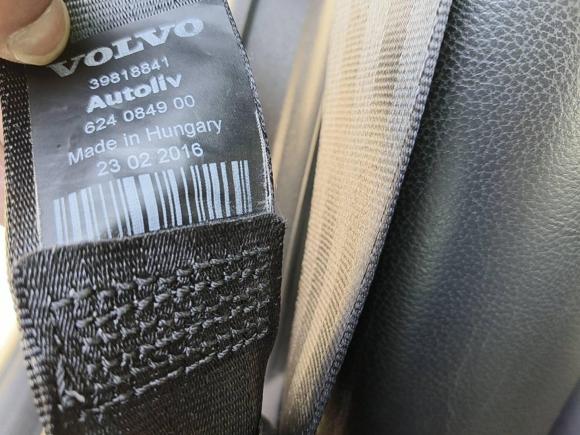 VOLVO
39818841
Autoliv
624 0849 00
Made in Hungary
23 02 2016